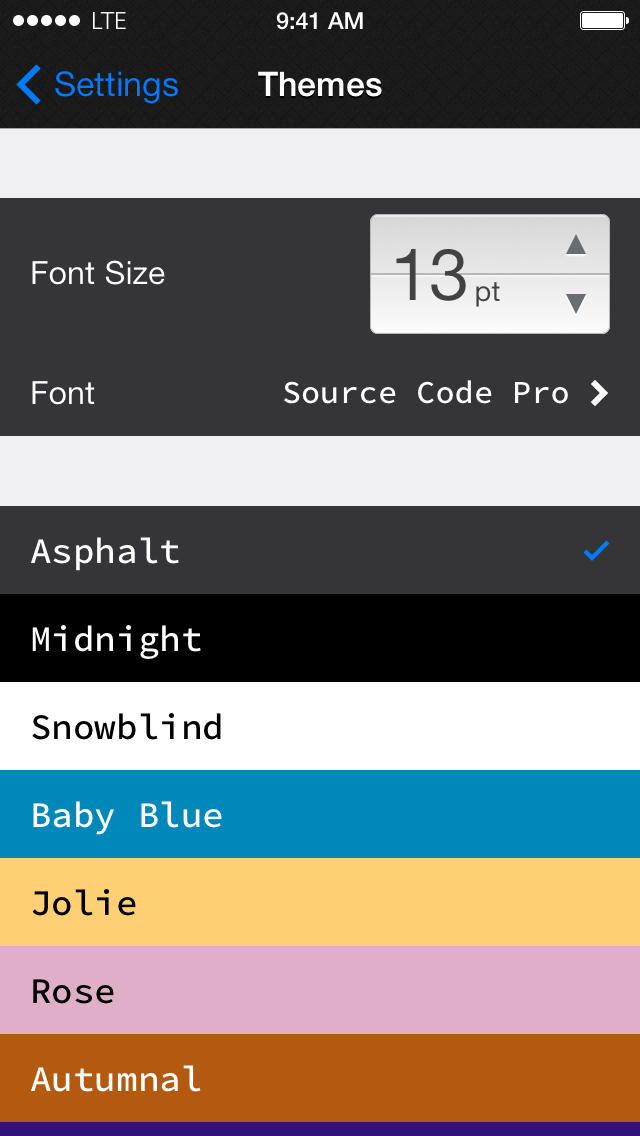 LTE 9:41 AM
Settings Themes
Font Size 13 pt
Font Source Code Pro
Asphalt
Midnight
Snowblind
Baby Blue
Jolie
Rose
Autumnal